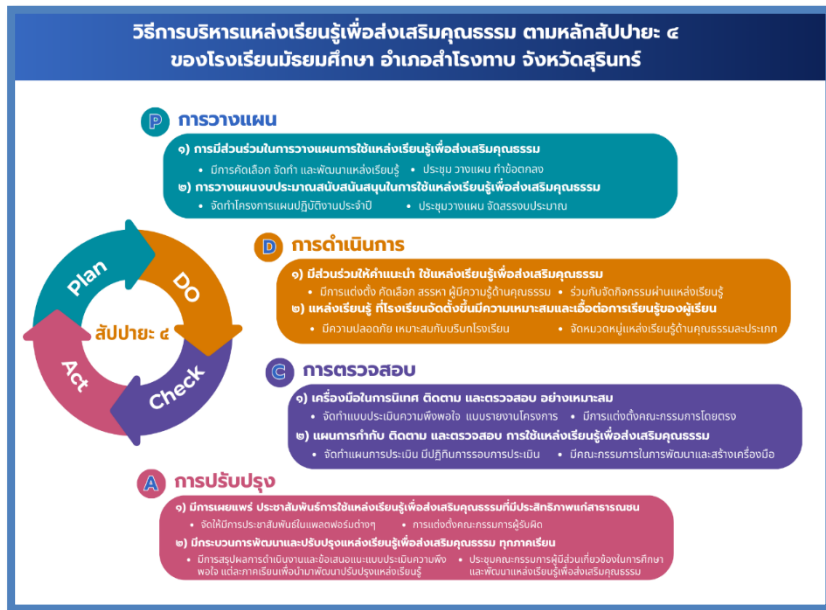 วิธีการบริหารแหล่งเรียนรู้เพื่อส่งเสริมคุณธรรม ตามหลักสัปปายะ ๔
ของโรงเรียนมัธยมศึกษา อำเภอสำโรงทาบ จังหวัดสุรินทร์
P การวางแผน
๑) การมีส่วนร่วมในการวางแผนการใช้แหล่งเรียนรู้เพื่อส่งเสริมคุณธรรม
• มีการคัดเลือก จัดทำ และพัฒนาแหล่งเรียนรู้ • ประชุม วางแผน ทำข้อตกลง
๒) การวางแผนงบประมาณสนับสนันสนุนในการใช้แหล่งเรียนรู้เพื่อส่งเสริมคุณธรรม
• จัดทำโครงการแผนปฏิบัติงานประจำปี • ประชุมวางแผน จัดสรรงบประมาณ
D การดำเนินการ
๑) มีส่วนร่วมให้คำแนะนำ ใช้แหล่งเรียนรู้เพื่อส่งเสริมคุณธรรม
• มีการแต่งตั้ง คัดเลือก สรรหา ผู้มีความรู้ด้านคุณธรรม • ร่วมกันจัดกิจกรรมผ่านแหล่งเรียนรู้
๒) แหล่งเรียนรู้ ที่โรงเรียนจัดตั้งขึ้นมีความเหมาะสมและเอื้อต่อการเรียนรู้ของผู้เรียน
• มีความปลอดภัย เหมาะสมกับบริบทโรงเรียน • จัดหมวดหมู่แหล่งเรียนรู้ด้านคุณธรรมละประเภท
Plan
DO
สัปปายะ ๔
Act
Check
C การตรวจสอบ
๑) เครื่องมือในการนิเทศ ติดตาม และตรวจสอบ อย่างเหมาะสม
• จัดทำแบบประเมินความพึงพอใจ แบบรายงานโครงการ • มีการแต่งตั้งคณะกรรมการโดยตรง
๒) แผนการกำกับ ติดตาม และตรวจสอบ การใช้แหล่งเรียนรู้เพื่อส่งเสริมคุณธรรม
• จัดทำแผนการประเมิน มีปฏิทินการรอบการประเมิน • มีคณะกรรมการในการพัฒนาและสร้างเครื่องมือ
A การปรับปรุง
๑) มีการเผยแพร่ ประชาสัมพันธ์การใช้แหล่งเรียนรู้เพื่อส่งเสริมคุณธรรมที่มีประสิทธิภาพแก่สาธารณชน
• จัดให้มีการประชาสัมพันธ์ในแพลตฟอร์มต่างๆ • การแต่งตั้งคณะกรรมการผู้รับผิด
๒) มีกระบวนการพัฒนาและปรับปรุงแหล่งเรียนรู้เพื่อส่งเสริมคุณธรรม ทุกภาคเรียน
• มีการสรุปผลการดำเนินงานและข้อเสนอแนะแบบประเมินความพึง
พอใจ แต่ละภาคเรียนเพื่อนำมาพัฒนาปรับปรุงแหล่งเรียนรู้
• ประชุมคณะกรรมการผู้มีส่วนเกี่ยวข้องในการศึกษา
และพัฒนาแหล่งเรียนรู้เพื่อส่งเสริมคุณธรรม